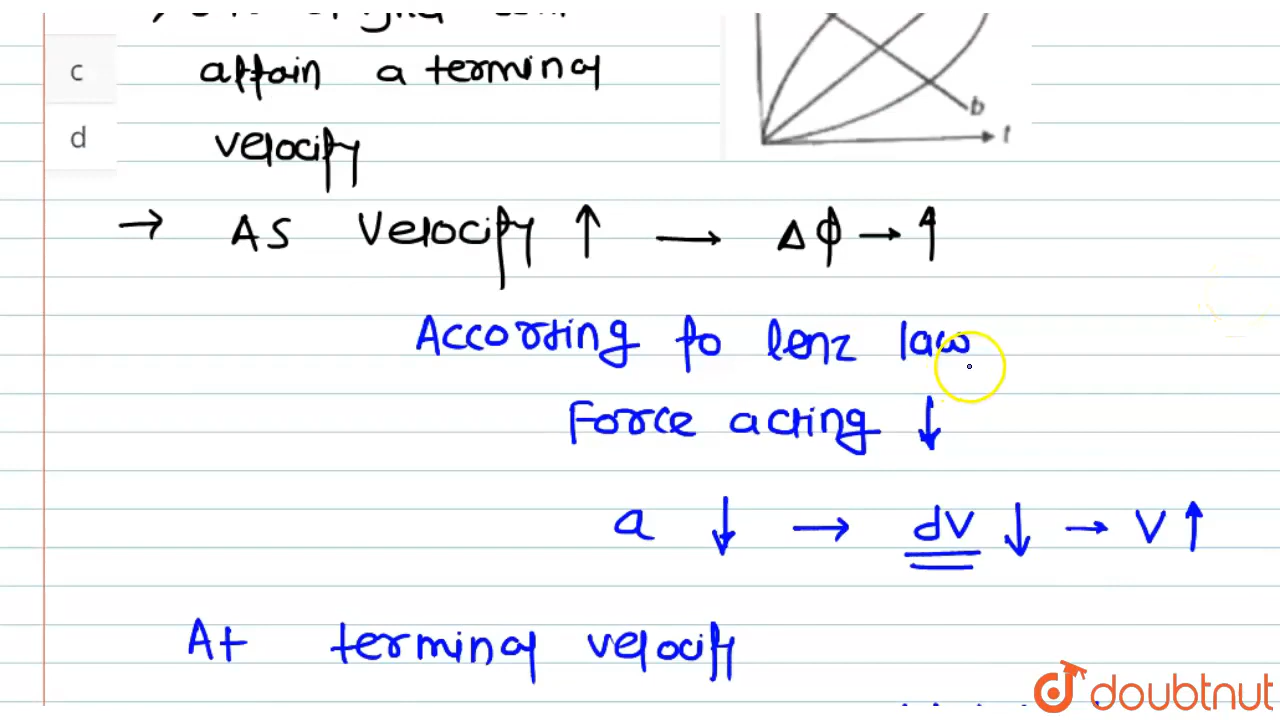 c
attain a terminal
d
velocity
→ AS Velocity ↑ → Δϕ → ↑
According to lenz law
Force acting ↓
a ↓ → dV ↓ → V ↑
At terminal velocity
b
t
doubtnut